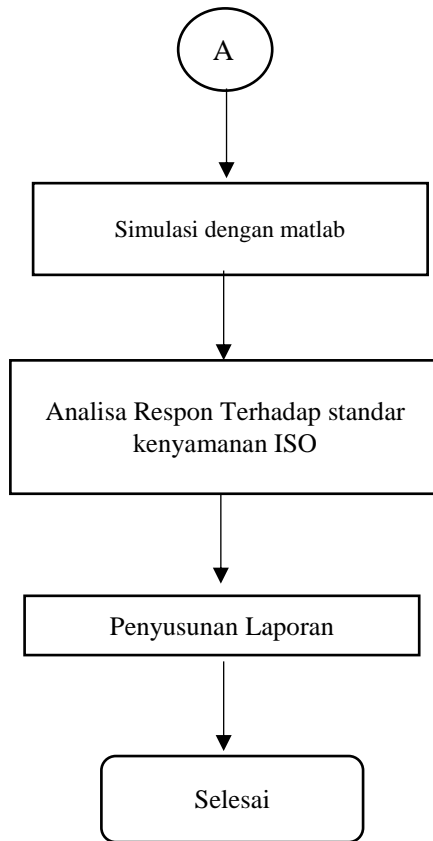 A
Simulasi dengan matlab
Analisa Respon Terhadap standar
kenyamanan ISO
Penyusunan Laporan
Selesai